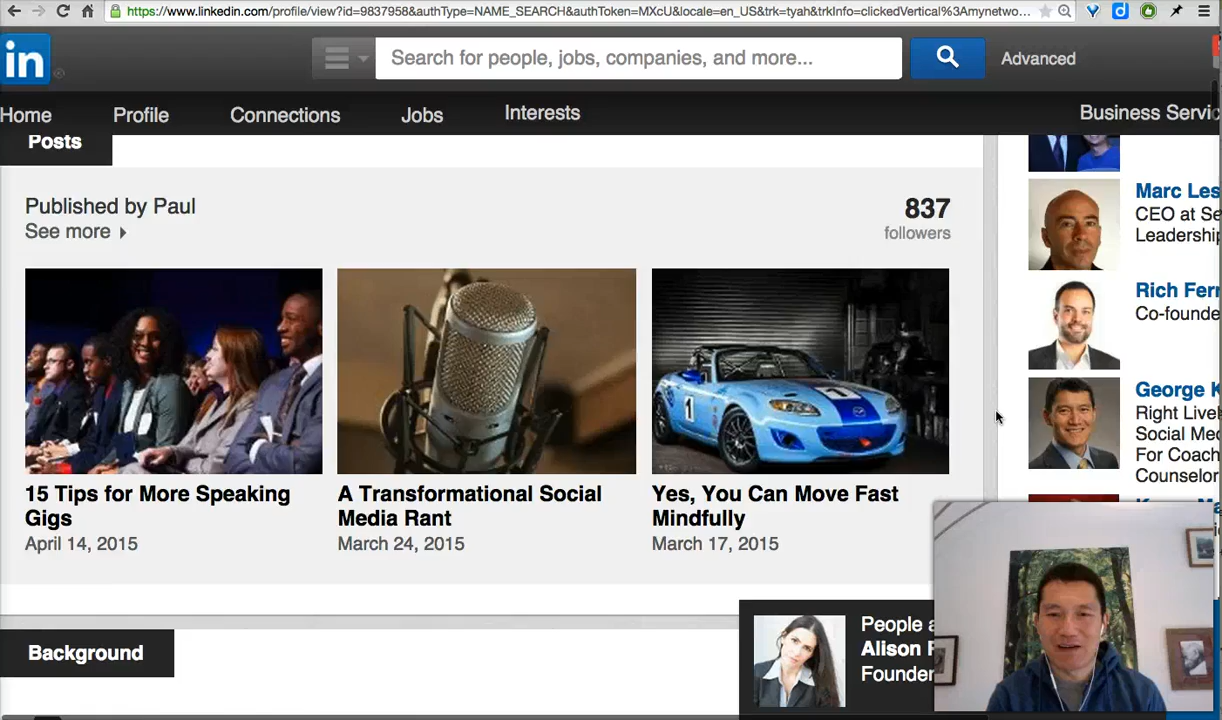 https://www.linkedin.com/profile/view?id=9837958&authType=NAME_SEARCH&authToken=MXcU&locale=en_US&trk=tyah&trkInfo=clickedVertical%3Amynetwo...
in
Search for people, jobs, companies, and more...
Advanced
Home Profile Connections Jobs Interests
Business Servic
Posts
Published by Paul
See more
837
followers
15 Tips for More Speaking
Gigs
April 14, 2015
A Transformational Social
Media Rant
March 24, 2015
Yes, You Can Move Fast
Mindfully
March 17, 2015
1
1
Background
Marc Les
CEO at Se
Leadership
Rich Ferr
Co-founde
George K
Right Livel
Social Med
For Coach
Counselor
People a
Alison
Founder